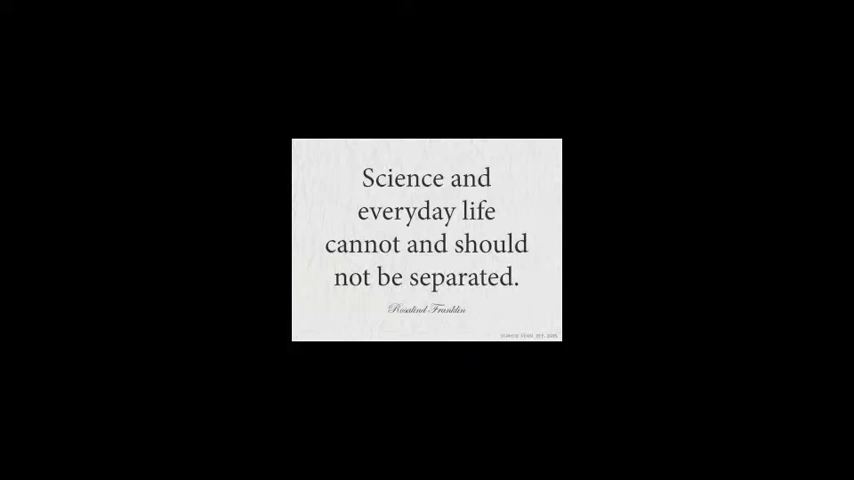 Science and
everyday life
cannot and should
not be separated.
Rosalind Franklin